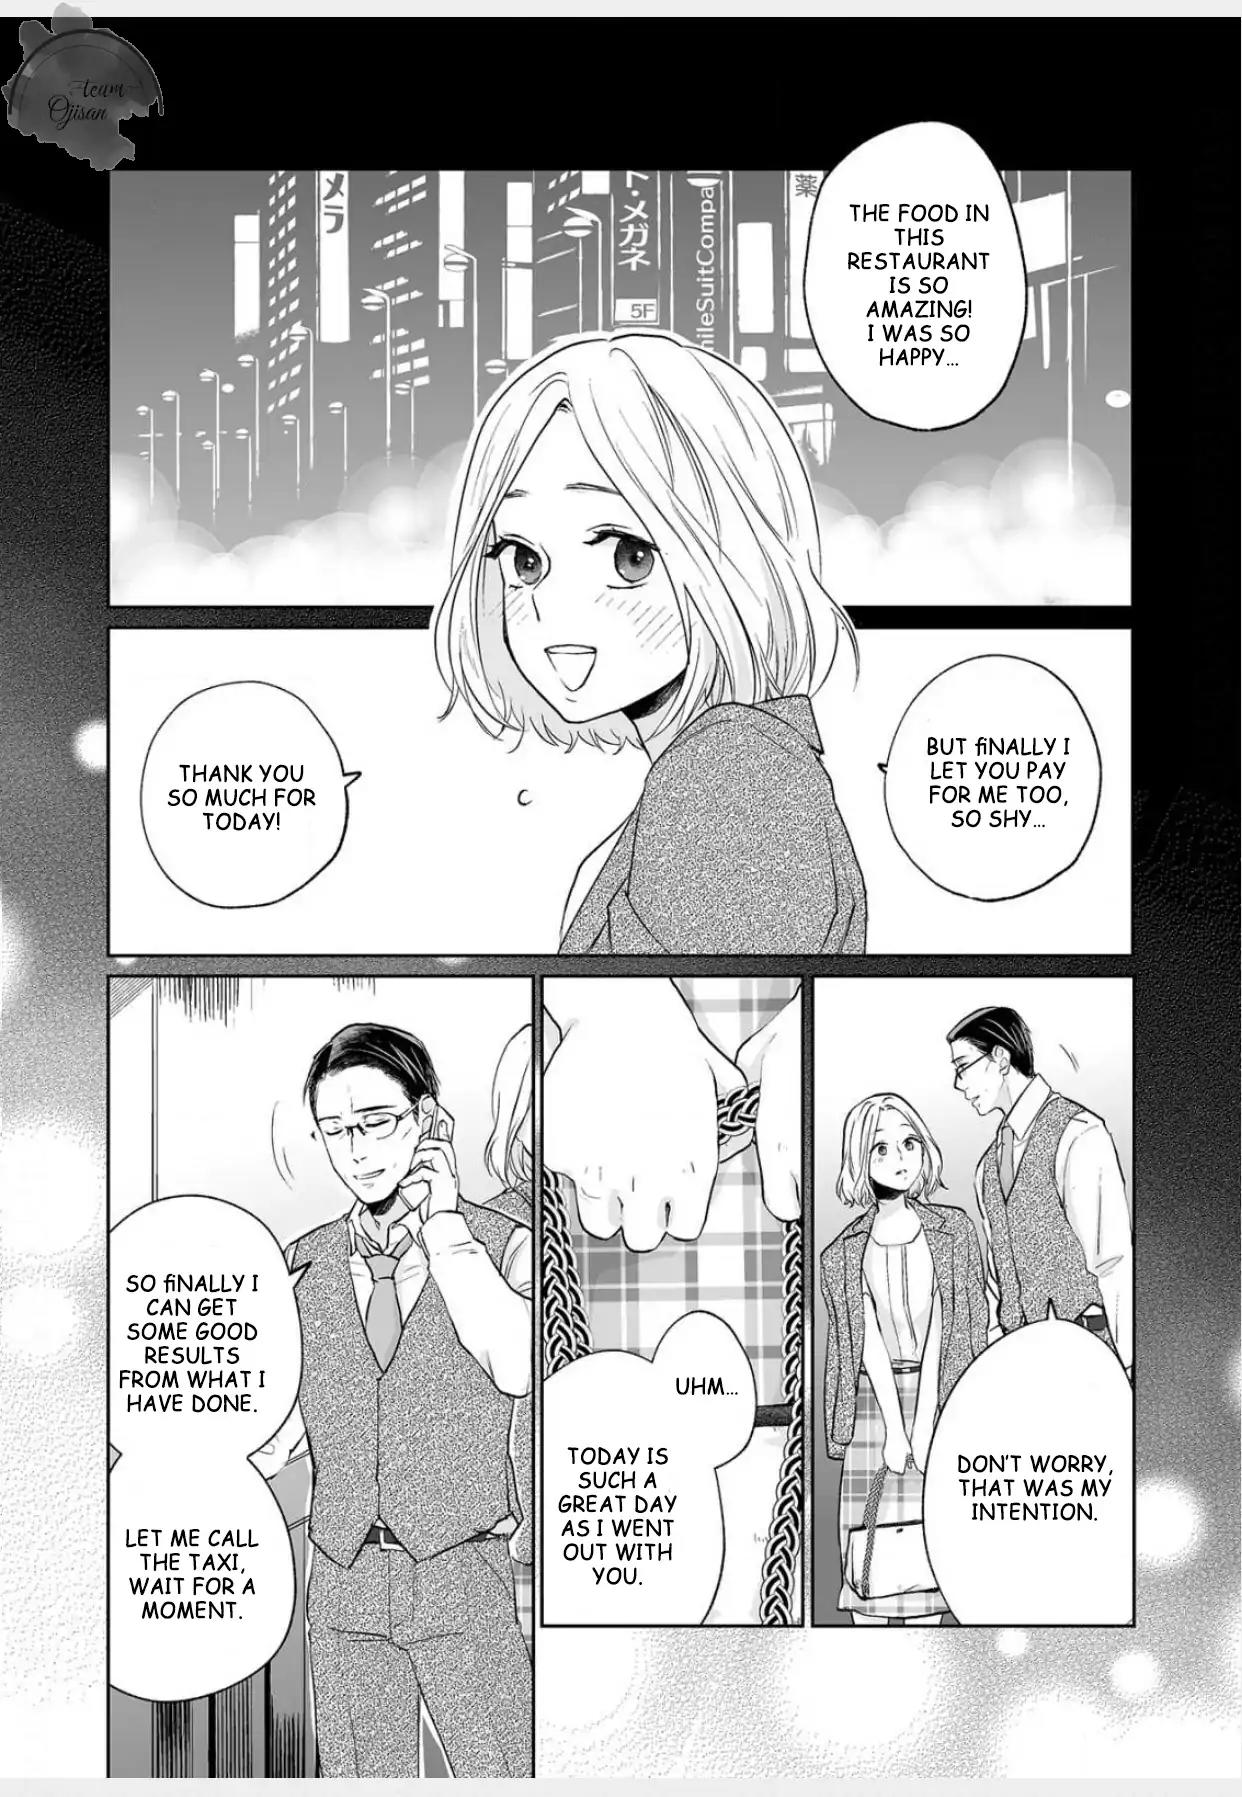 team
Ojisan
メラ
ト・メガネ
5F
hileSuitCompa
薬
THE FOOD IN
THIS
RESTAURANT
IS SO
AMAZING!
I WAS SO
HAPPY...
BUT fiNALLY I
LET YOU PAY
FOR ME TOO,
SO SHY...
THANK YOU
SO MUCH FOR
TODAY!
DON'T WORRY,
THAT WAS MY
INTENTION.
UHM...
TODAY IS
SUCH A
GREAT DAY
AS I WENT
OUT WITH
YOU.
SO fiNALLY I
CAN GET
SOME GOOD
RESULTS
FROM WHAT I
HAVE DONE.
LET ME CALL
THE TAXI,
WAIT FOR A
MOMENT.